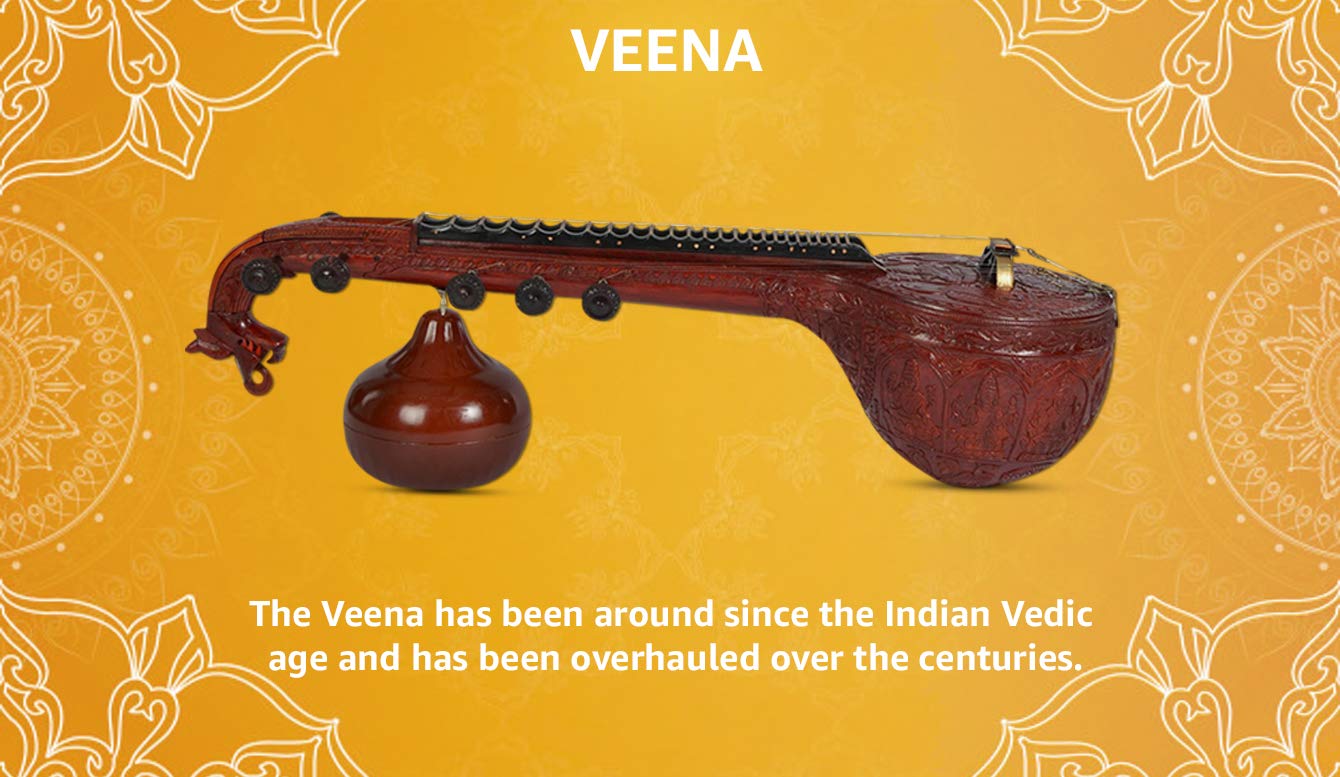 VEENA
The Veena has been around since the Indian Vedic
age and has been overhauled over the centuries.